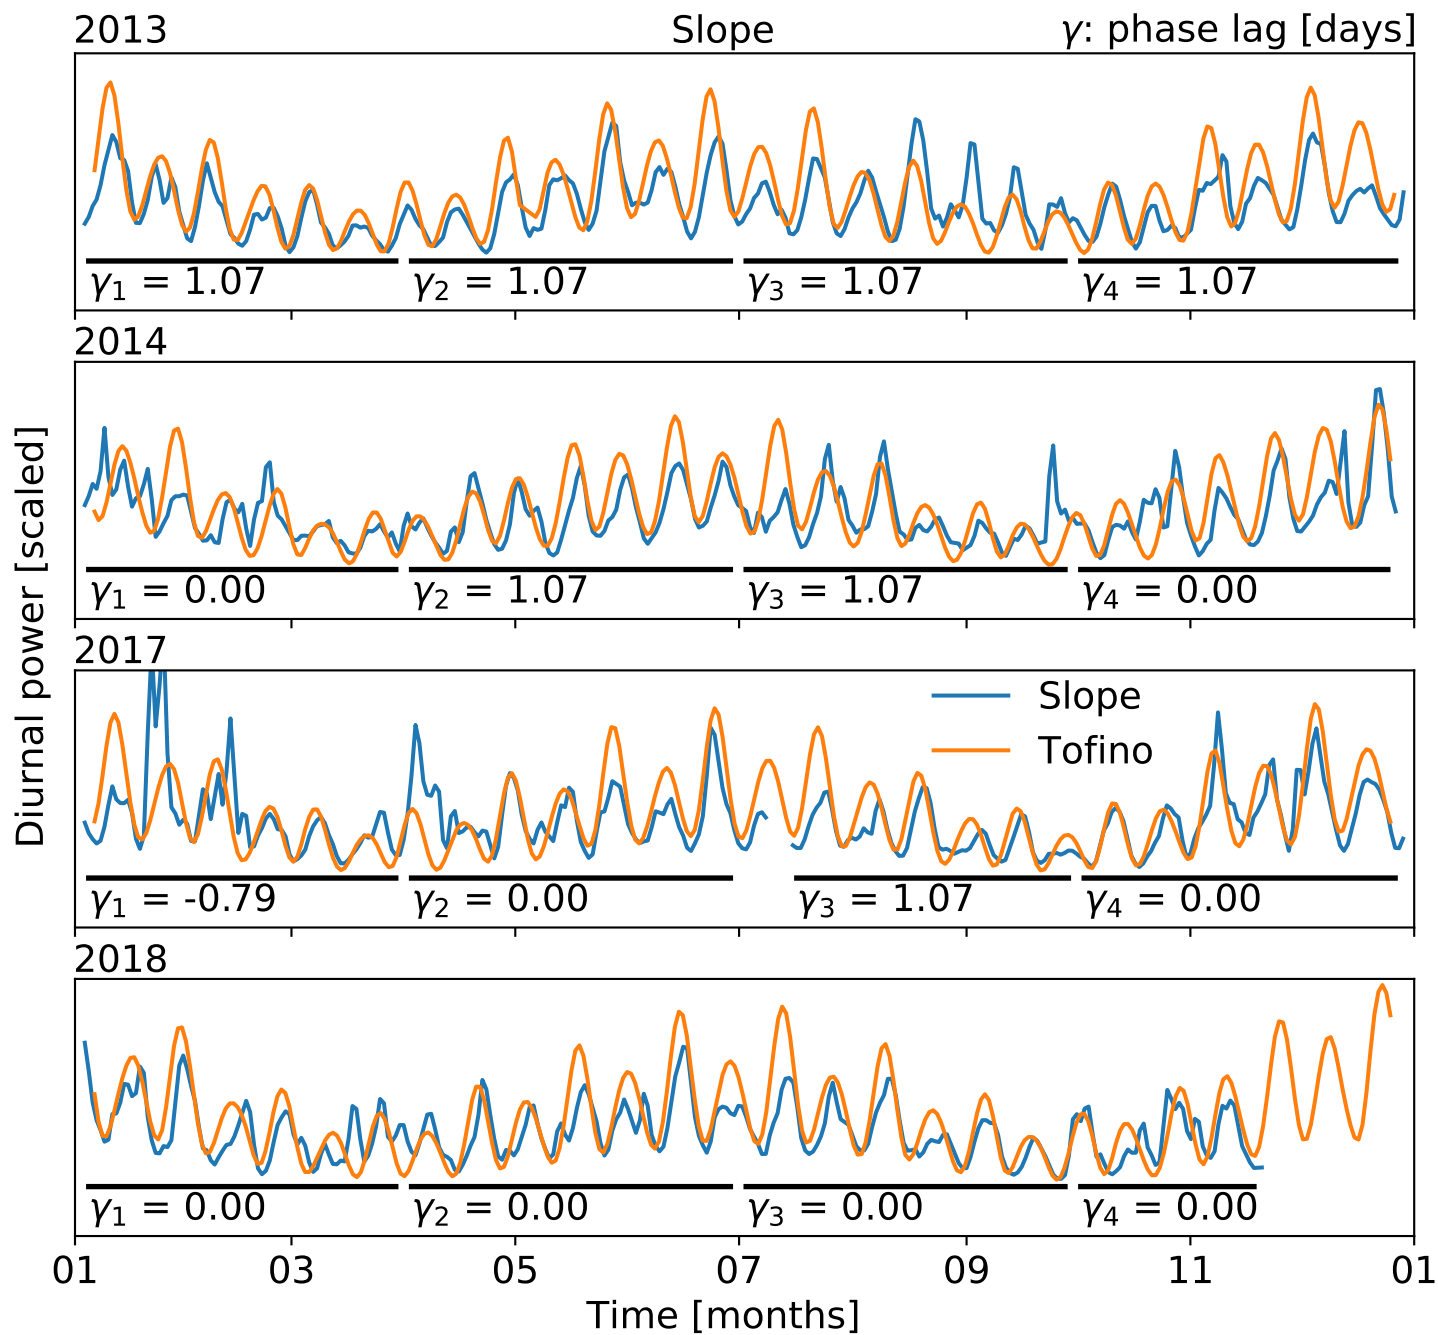 2013 Slope γ: phase lag [days]
γ1 = 1.07 γ2 = 1.07 γ3 = 1.07 γ4 = 1.07
2014
γ1 = 0.00 γ2 = 1.07 γ3 = 1.07 γ4 = 0.00
Diurnal power [scaled]
2017
Slope
Tofino
γ1 = -0.79 γ2 = 0.00 γ3 = 1.07 γ4 = 0.00
2018
γ1 = 0.00 γ2 = 0.00 γ3 = 0.00 γ4 = 0.00
01 03 05 07 09 11 01
Time [months]